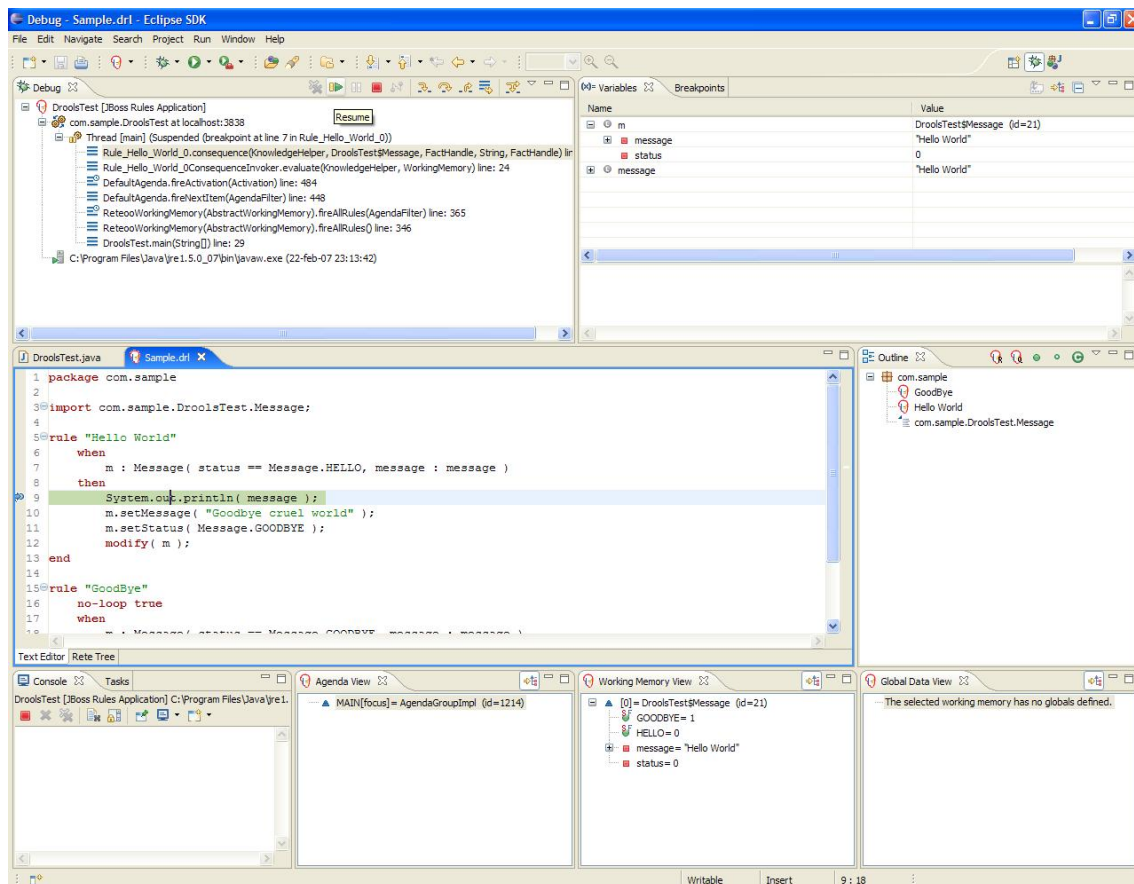 Debug - Sample.drl - Eclipse SDK
File Edit Navigate Search Project Run Window Help
Debug
Resume
DroolsTest [JBoss Rules Application]
com.sample.DroolsTest at localhost:3838
Thread [main] (Suspended (breakpoint at line 7 in Rule_Hello_World_0))
Rule_Hello_World_0.consequence(KnowledgeHelper, DroolsTest$Message, FactHandle, String, FactHandle) lin
Rule_Hello_World_0ConsequenceInvoker.evaluate(KnowledgeHelper, WorkingMemory) line: 24
DefaultAgenda.fireActivation(Activation) line: 484
DefaultAgenda.fireNextItem(AgendaFilter) line: 448
ReteooWorkingMemory(AbstractWorkingMemory).fireAllRules(AgendaFilter) line: 365
ReteooWorkingMemory(AbstractWorkingMemory).fireAllRules() line: 346
DroolsTest.main(String[]) line: 29
C:\Program Files\Java\jre1.5.0_07\bin\javaw.exe (22-feb-07 23:13:42)
(x)= Variables Breakpoints
Name Value
m DroolsTest$Message (id=21)
message "Hello World"
status 0
message "Hello World"
DroolsTest.java Sample.drl
1 package com.sample
2
3 import com.sample.DroolsTest.Message;
4
5 rule "Hello World"
6 when
7 m : Message( status == Message.HELLO, message : message )
8 then
9 System.out.println( message );
10 m.setMessage( "Goodbye cruel world" );
11 m.setStatus( Message.GOODBYE );
12 modify( m );
13 end
14
15 rule "GoodBye"
16 no-loop true
17 when
18 m : Message( status == Message.GOODBYE, message : message )
Text Editor Rete Tree
Outline
com.sample
GoodBye
Hello World
com.sample.DroolsTest.Message
Console Tasks
DroolsTest [JBoss Rules Application] C:\Program Files\Java\jre1.
Agenda View
MAIN[focus]= AgendaGroupImpl (id=1214)
Working Memory View
[0]= DroolsTest$Message (id=21)
GOODBYE= 1
HELLO= 0
message= "Hello World"
status= 0
Global Data View
The selected working memory has no globals defined.
Writable Insert 9 : 18